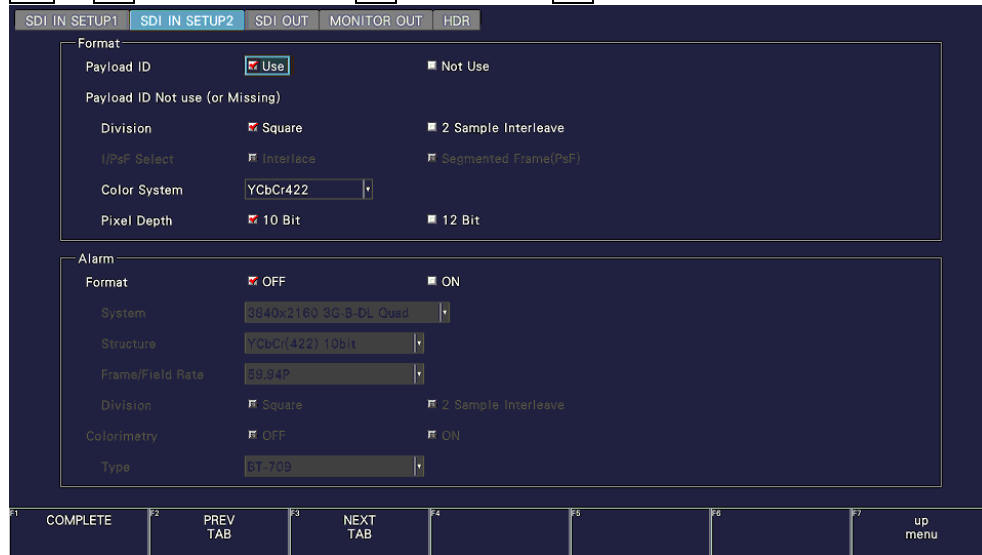 SDI IN SETUP1 SDI IN SETUP2 SDI OUT MONITOR OUT HDR
Format
Payload ID Use Not Use
Payload ID Not use (or Missing)
Division Square 2 Sample Interleave
I/PsF Select Interlace Segmented Frame(PsF)
Color System YCbCr422
Pixel Depth 10 Bit 12 Bit
Alarm
Format OFF ON
System 3840x2160 3G-B-DL Quad
Structure YCbCr(422) 10bit
Frame/Field Rate 59.94P
Division Square 2 Sample Interleave
Colorimetry OFF ON
Type BT-709
F1 COMPLETE F2 PREV TAB F3 NEXT TAB F4 F5 F6 F7 up menu